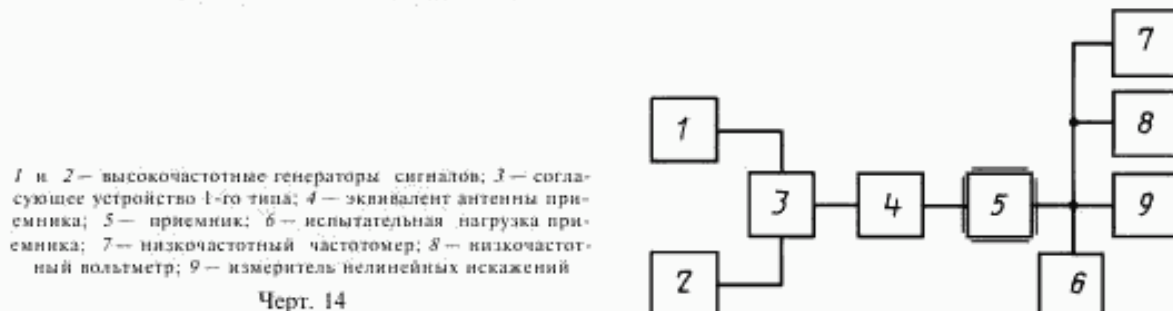 1 и 2 — высокочастотные генераторы сигналов; 3 — согла-
сующее устройство 1-го типа; 4 — эквивалент антенны при-
емника; 5 — приемник; 6 — испытательная нагрузка при-
емника; 7 — низкочастотный частотомер; 8 — низкочастот-
ный вольтметр; 9 — измеритель нелинейных искажений
Черт. 14
7
1
8
3
4
5
9
2
6